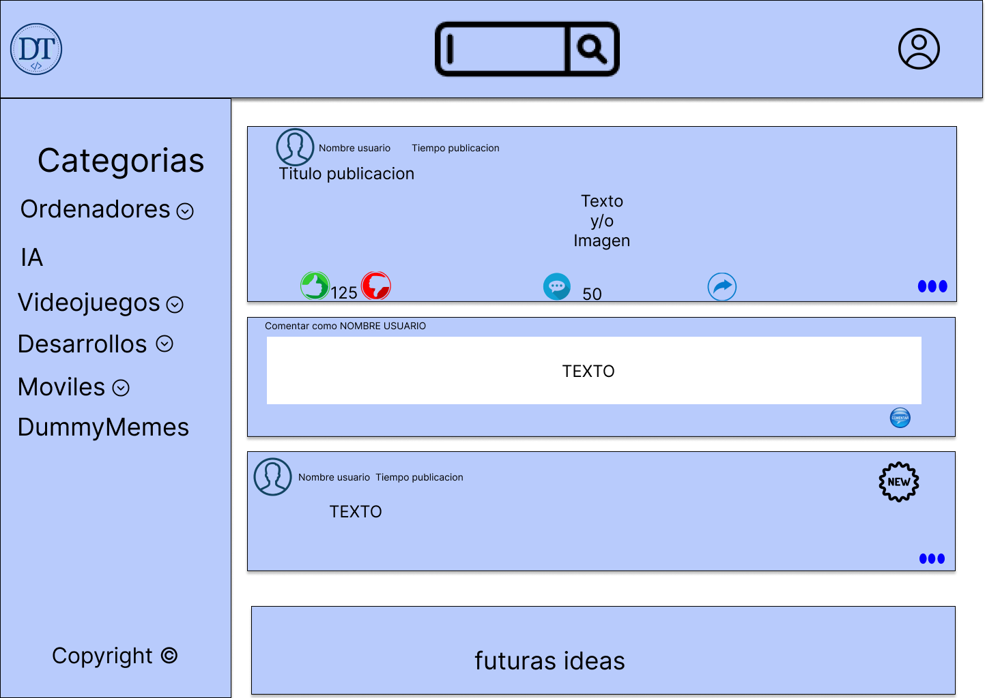 DT
</>
Categorias
Ordenadores
IA
Videojuegos
Desarrollos
Moviles
DummyMemes
Copyright ©
Nombre usuario Tiempo publicacion
Titulo publicacion
Texto
y/o
Imagen
125
50
Comentar como NOMBRE USUARIO
TEXTO
COMENTAR
Nombre usuario Tiempo publicacion
NEW
TEXTO
futuras ideas